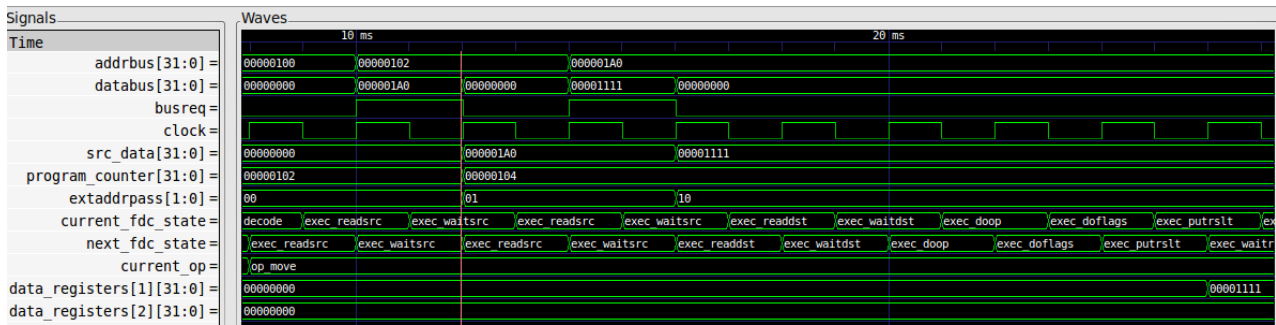 Signals Waves
Time 10 ms 20 ms
addrbus[31:0] = 00000100 00000102 000001A0
databus[31:0] = 00000000 000001A0 00000000 00001111 00000000
busreq =
clock =
src_data[31:0] = 00000000 000001A0 00001111
program_counter[31:0] = 00000102 00000104
extaddrpass[1:0] = 00 01 10
current_fdc_state = decode exec_readsrc exec_waitsrc exec_readsrc exec_waitsrc exec_readdst exec_waitdst exec_doop exec_doflags exec_putrslt ex
next_fdc_state = exec_readsrc exec_waitsrc exec_readsrc exec_waitsrc exec_readdst exec_waitdst exec_doop exec_doflags exec_putrslt exec_waitr
current_op = op_move
data_registers[1][31:0] = 00000000 00001111
data_registers[2][31:0] = 00000000